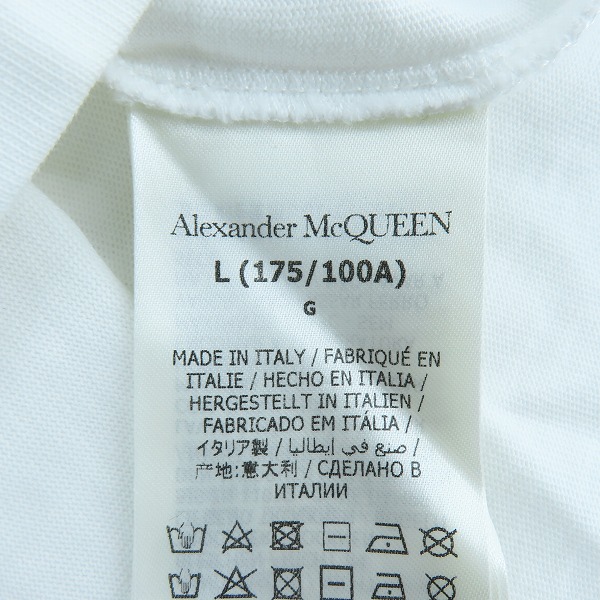 Alexander McQUEEN
L (175/100A)
G
MADE IN ITALY / FABRIQUÉ EN
ITALIE / HECHO EN ITALIA /
HERGESTELLT IN ITALIEN /
FABRICADO EM ITÁLIA /
イタリア製 / صنع في إيطاليا /
产地:意大利 / СДЕЛАНО В
ИТАЛИИ